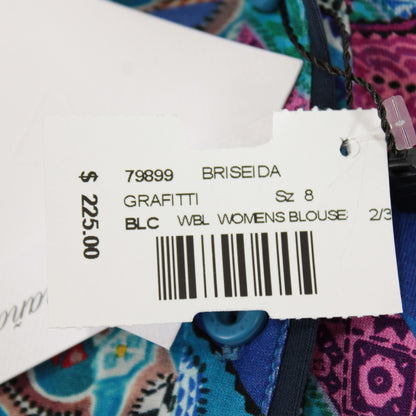 79899 BRISEIDA
GRAFITTI Sz 8
BLC WBL WOMENS BLOUSE 2/3
$ 225.00